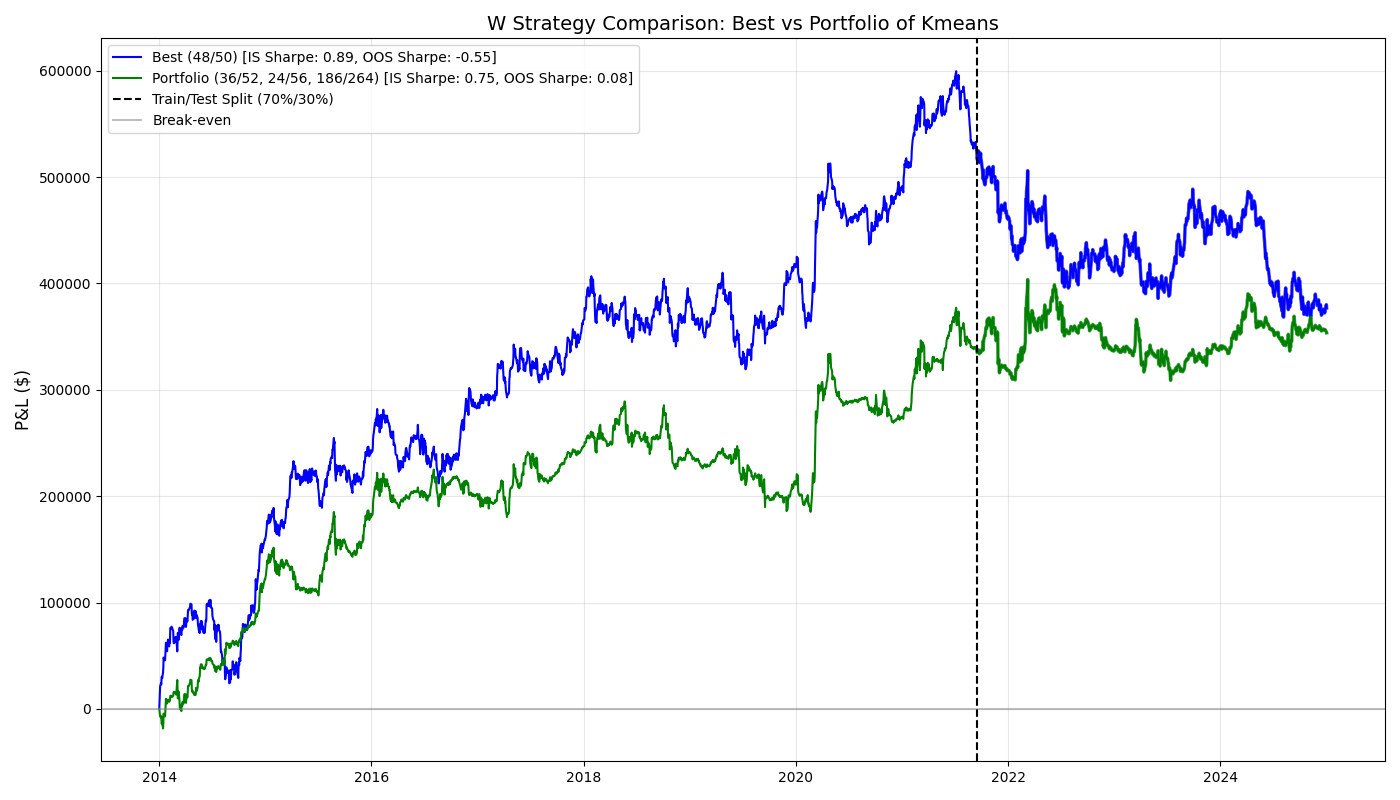 W Strategy Comparison: Best vs Portfolio of Kmeans
Best (48/50) [IS Sharpe: 0.89, OOS Sharpe: -0.55]
Portfolio (36/52, 24/56, 186/264) [IS Sharpe: 0.75, OOS Sharpe: 0.08]
Train/Test Split (70%/30%)
Break-even
P&L ($)
600000
500000
400000
300000
200000
100000
0
2014
2016
2018
2020
2022
2024